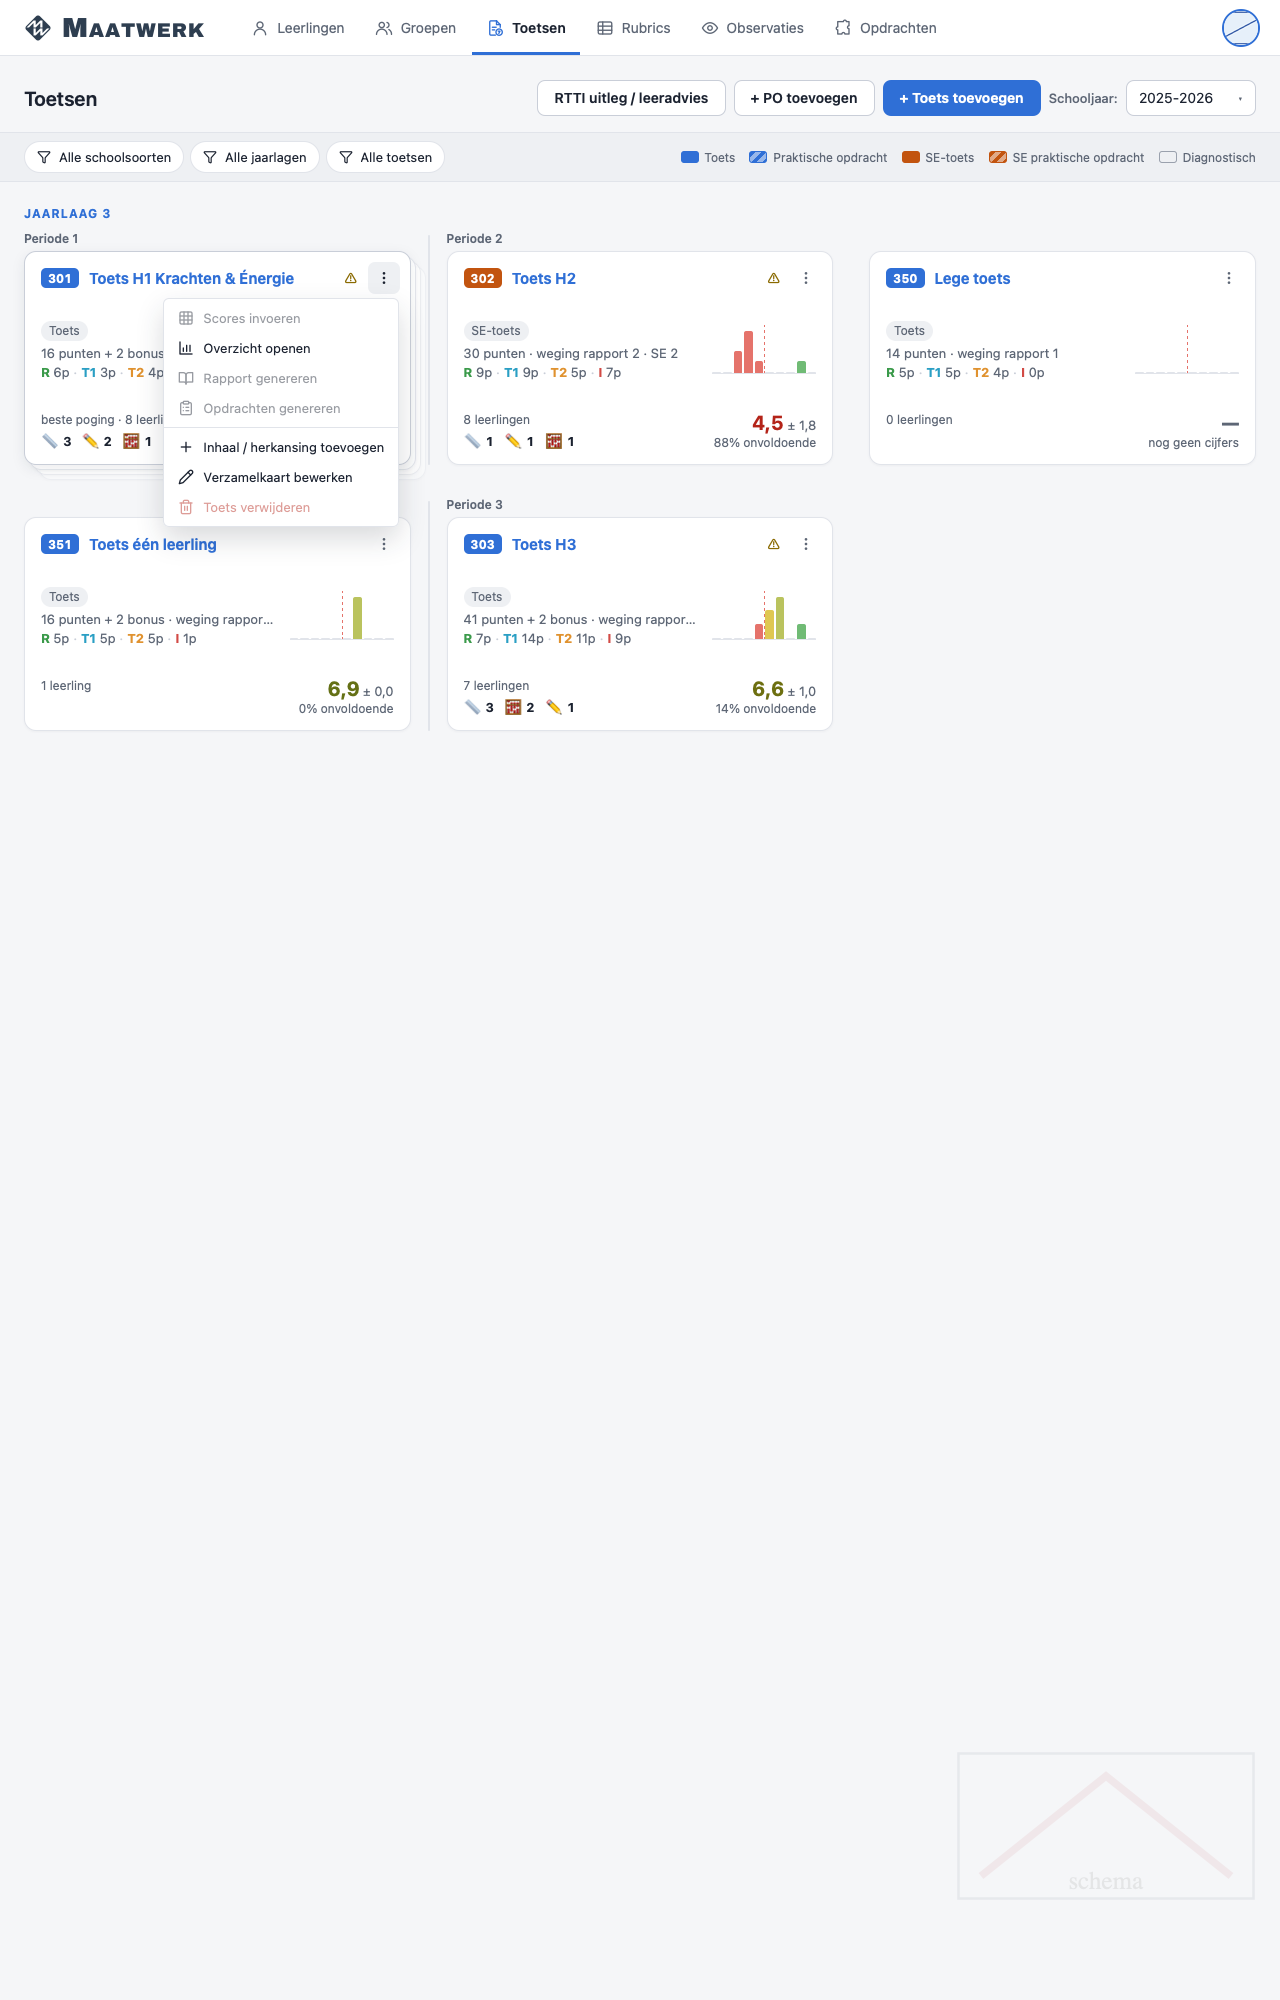 MAATWERK
Leerlingen
Groepen
Toetsen
Rubrics
Observaties
Opdrachten
Toetsen
RTTI uitleg / leeradvies
+ PO toevoegen
+ Toets toevoegen
Schooljaar:
2025-2026
Alle schoolsoorten
Alle jaarlagen
Alle toetsen
Toets
Praktische opdracht
SE-toets
SE praktische opdracht
Diagnostisch
JAARLAAG 3
Periode 1
301 Toets H1 Krachten & Énergie
Toets
16 punten + 2 bonus
R 6p · T1 3p · T2 4p
beste poging · 8 leerli
3 2 1
Scores invoeren
Overzicht openen
Rapport genereren
Opdrachten genereren
Inhaal / herkansing toevoegen
Verzamelkaart bewerken
Toets verwijderen
Periode 2
302 Toets H2
SE-toets
30 punten · weging rapport 2 · SE 2
R 9p · T1 9p · T2 5p · I 7p
8 leerlingen
1 1 1
4,5 ± 1,8
88% onvoldoende
350 Lege toets
Toets
14 punten · weging rapport 1
R 5p · T1 5p · T2 4p · I 0p
0 leerlingen
—
nog geen cijfers
351 Toets één leerling
Toets
16 punten + 2 bonus · weging rappor...
R 5p · T1 5p · T2 5p · I 1p
1 leerling
6,9 ± 0,0
0% onvoldoende
Periode 3
303 Toets H3
Toets
41 punten + 2 bonus · weging rappor...
R 7p · T1 14p · T2 11p · I 9p
7 leerlingen
3 2 1
6,6 ± 1,0
14% onvoldoende
schema